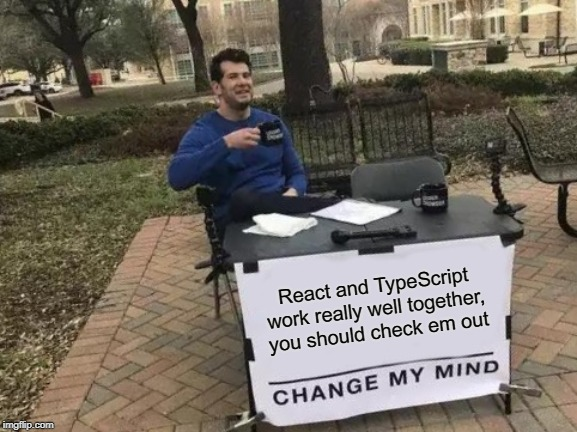 React and TypeScript
work really well together,
you should check em out
CHANGE MY MIND
imgflip.com